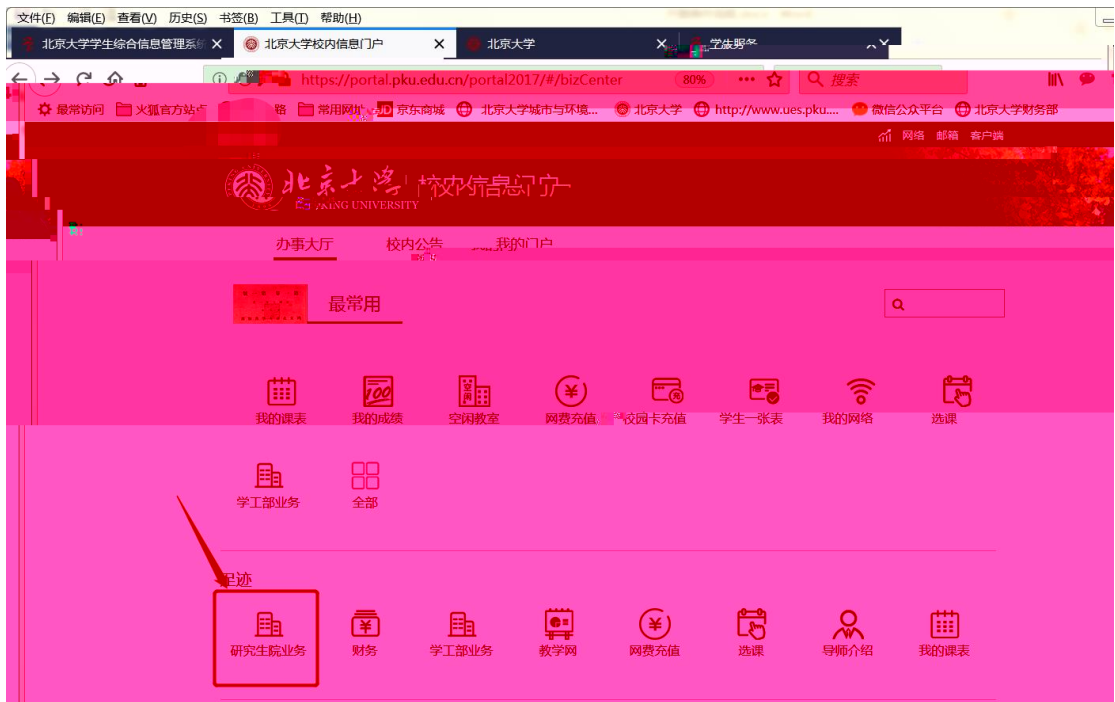 文件(F) 编辑(E) 查看(V) 历史(S) 书签(B) 工具(T) 帮助(H)
北京大学学生综合信息管理系统 × 北京大学校内信息门户 × 北京大学 ×
https://portal.pku.edu.cn/portal2017/#/bizCenter 80% 搜索
最常访问 火狐官方站点 常用网址 JD 京东商城 北京大学城市与环境... 北京大学 http://www.ues.pku.... 微信公众平台 北京大学财务部
网络 邮箱 客户端
北京大学 校内信息门户
UNIVERSITY
办事大厅 校内公告 我的门户
最常用
我的课表 我的成绩 空闲教室 网费充值 校园卡充值 学生一张表 我的网络 选课
学工部业务 全部
足迹
研究生院业务 财务 学工部业务 教学网 网费充值 选课 导师介绍 我的课表